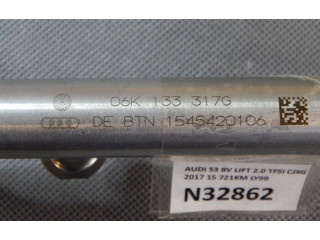 06K 133 317G
DE BTN 1545420106
AUDI S3 8V LIFT 2.0 TFSI CJXG
2017 15 721KM LY9B
N32862